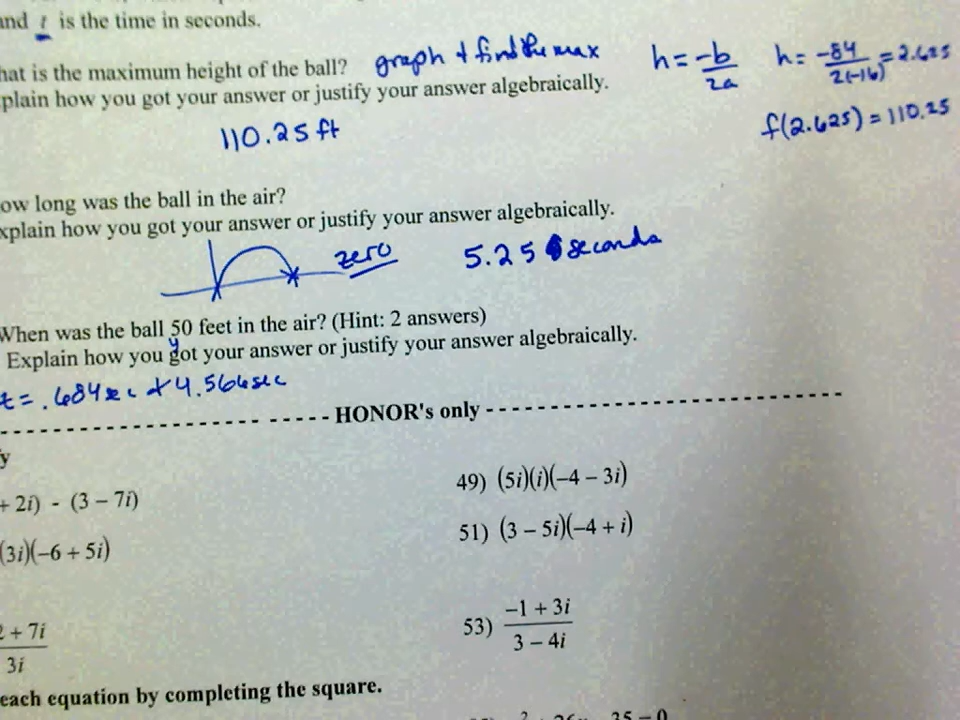 and t is the time in seconds.
hat is the maximum height of the ball? graph + find the max h = -b/2a h = -84/2(-16) = 2.625
plain how you got your answer or justify your answer algebraically.
110.25 ft f(2.625) = 110.25
ow long was the ball in the air?
xplain how you got your answer or justify your answer algebraically.
zero 5.25 seconds
When was the ball 50 feet in the air? (Hint: 2 answers)
y
Explain how you got your answer or justify your answer algebraically.
t = .684 sec + 4.566 sec
HONOR's only
y
49) (5i)(i)(-4 – 3i)
+ 2i) - (3 – 7i)
51) (3 – 5i)(-4 + i)
(3i)(-6 + 5i)
53) -1 + 3i
3 – 4i
2 + 7i
3i
each equation by completing the square.